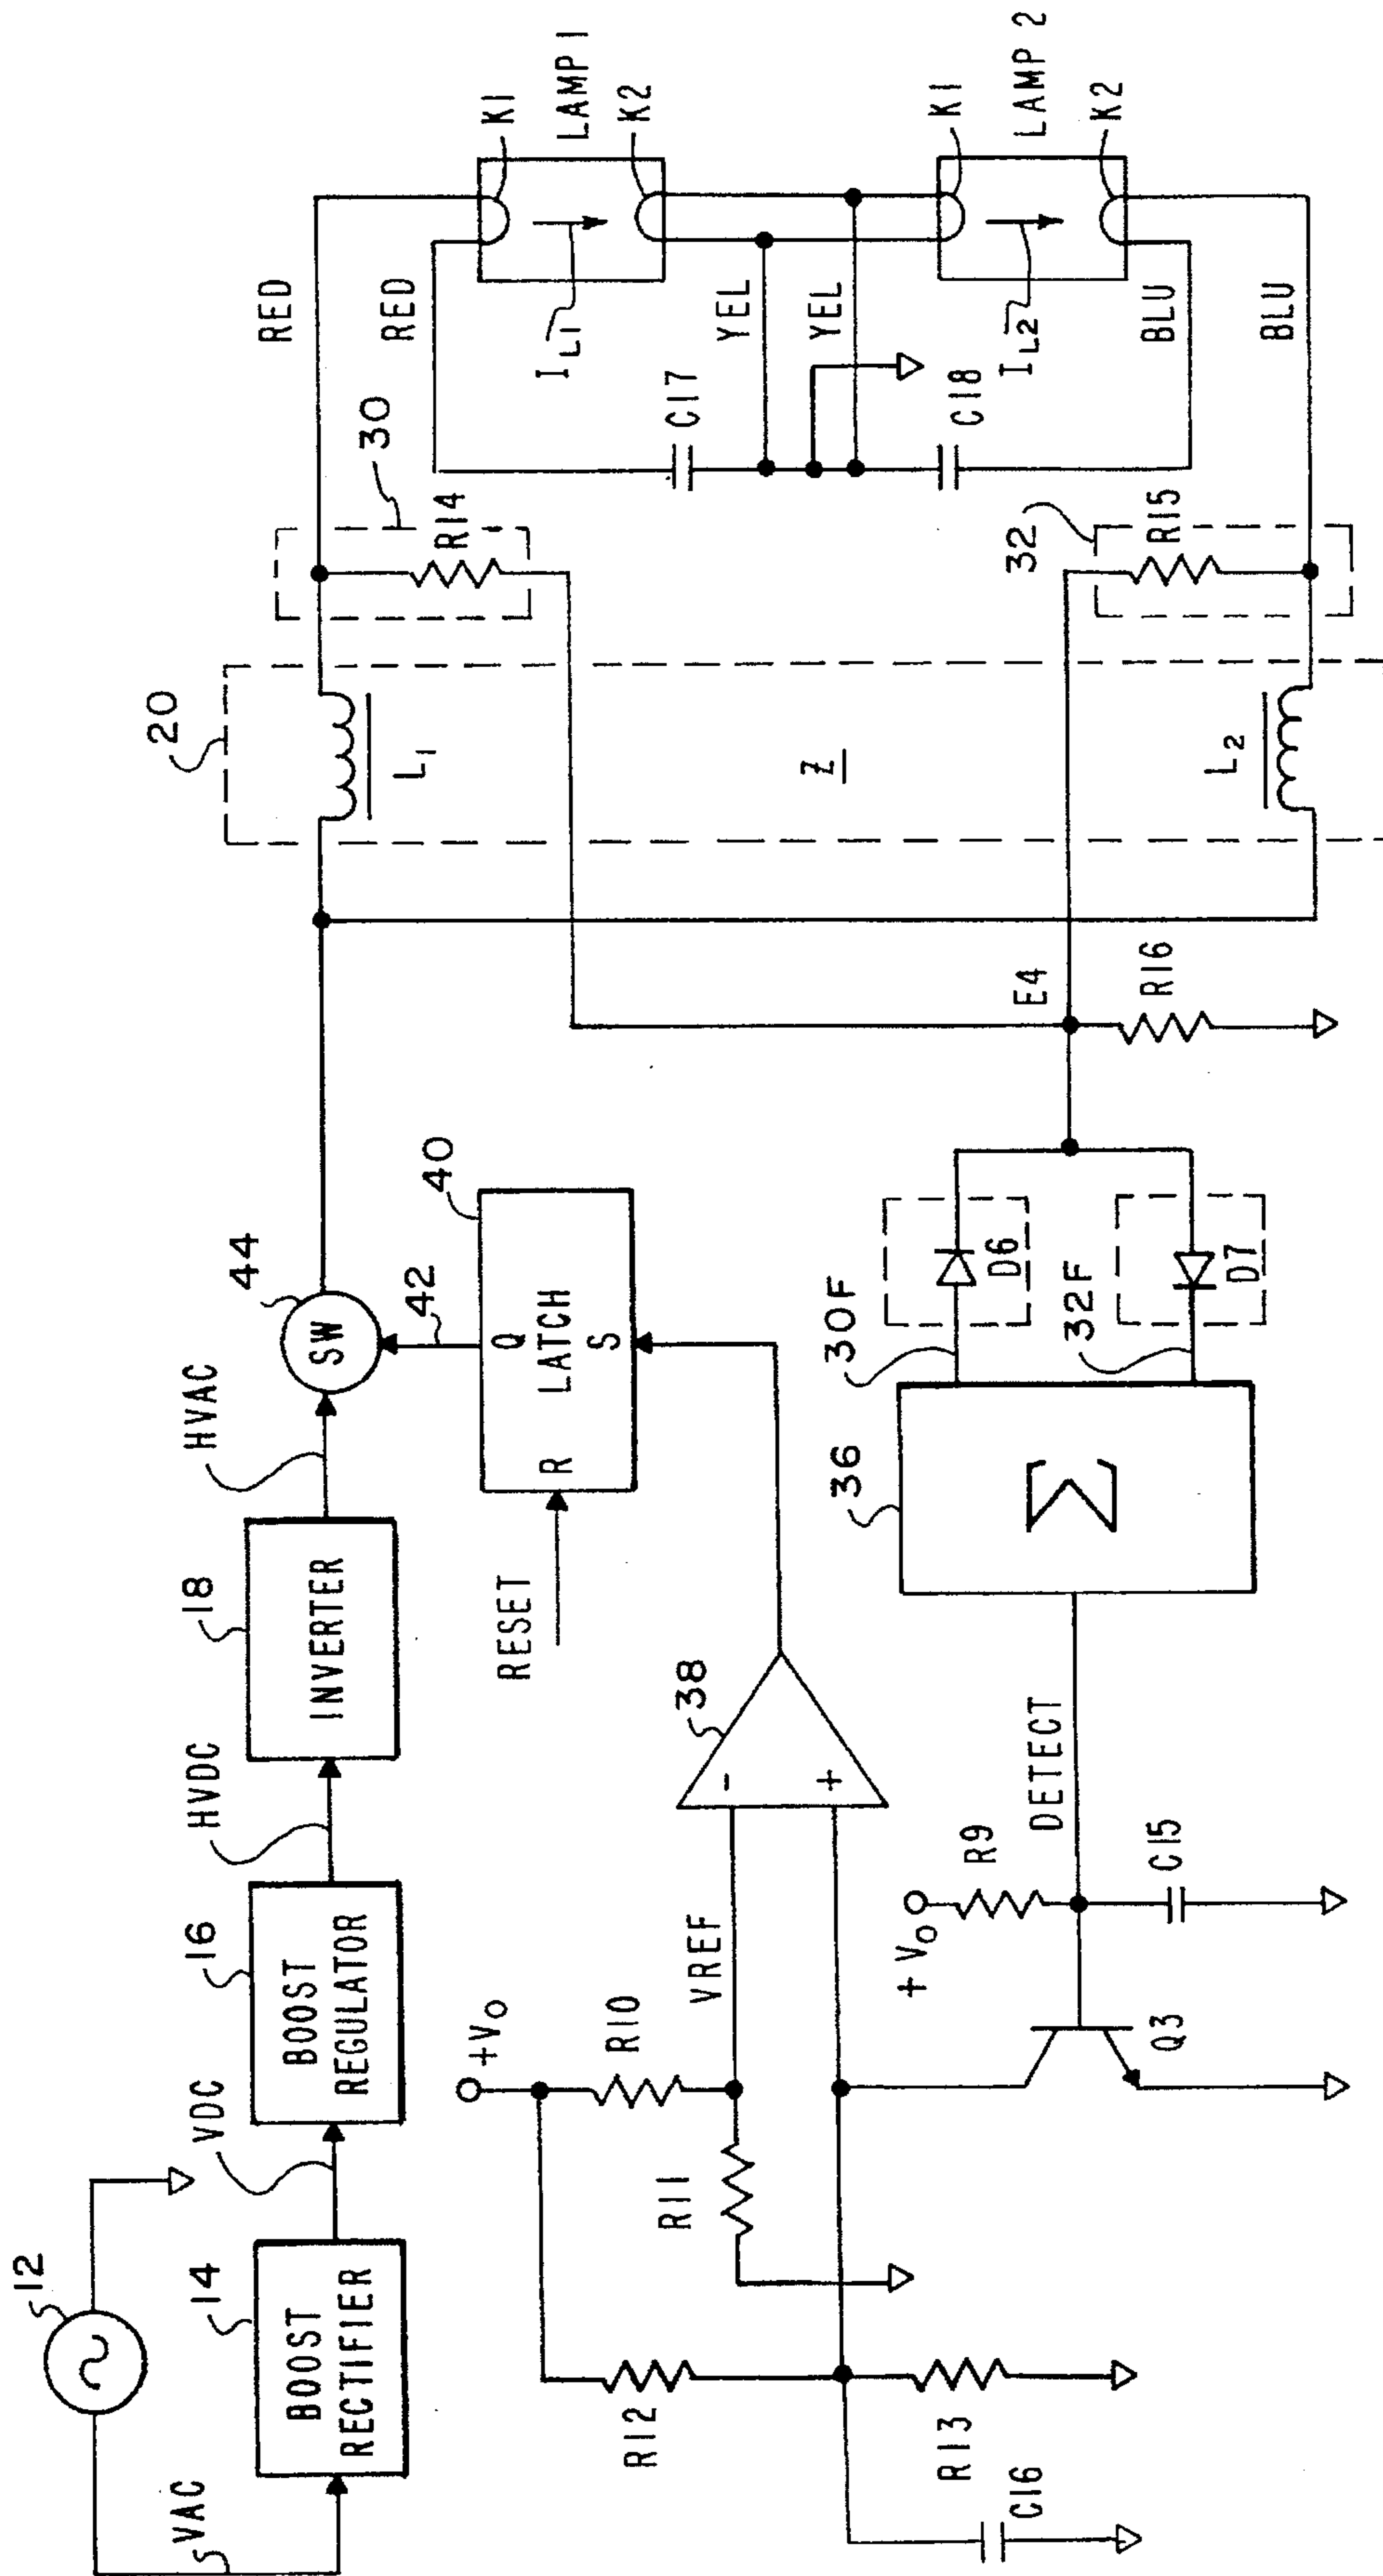 12
VAC
14
BOOST
RECTIFIER
VDC
16
BOOST
REGULATOR
HVDC
18
INVERTER
HVAC
44
SW
42
40
Q
LATCH
R
S
RESET
20
L1
Z
L2
RED
RED
30
R14
C17
YEL
YEL
C18
32
R15
BLU
BLU
K1
LAMP 1
K2
IL1
K1
LAMP 2
K2
IL2
E4
R16
30F
D6
32F
D7
36
Σ
DETECT
38
-
+
VREF
+V0
R10
R11
R12
R13
C16
+V0
R9
C15
Q3